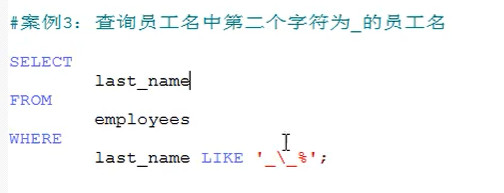 #案例3：查询员工名中第二个字符为_的员工名
SELECT
last_name
FROM
employees
WHERE
last_name LIKE '_\_%';